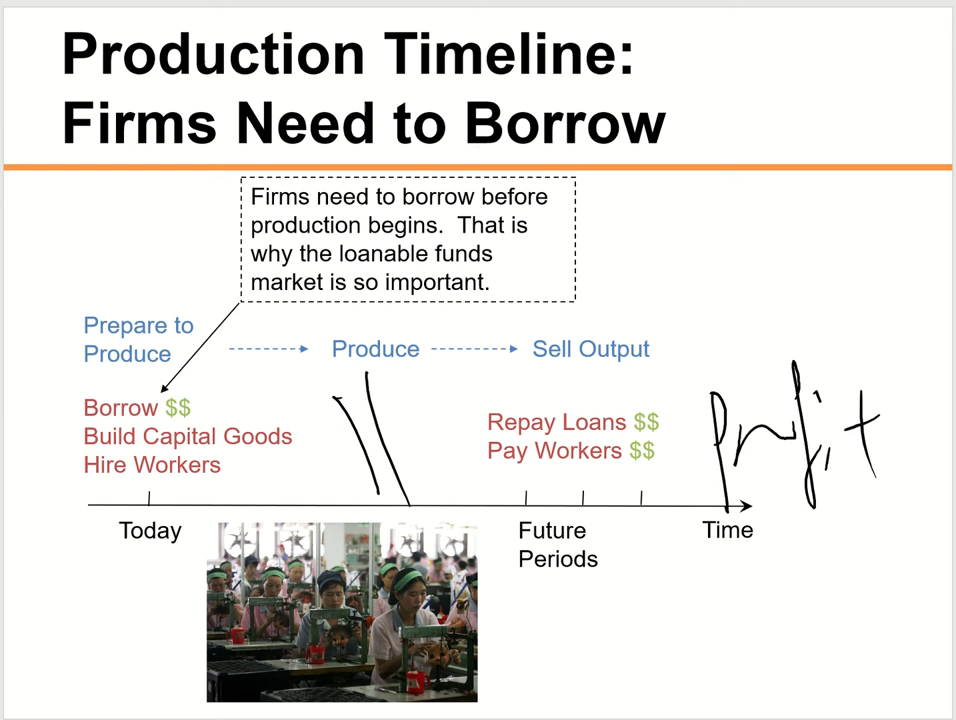 Production Timeline:
Firms Need to Borrow
Firms need to borrow before
production begins. That is
why the loanable funds
market is so important.
Prepare to
Produce
Produce
Sell Output
Borrow $$
Build Capital Goods
Hire Workers
Repay Loans $$
Pay Workers $$
Profit
Today
Future
Periods
Time